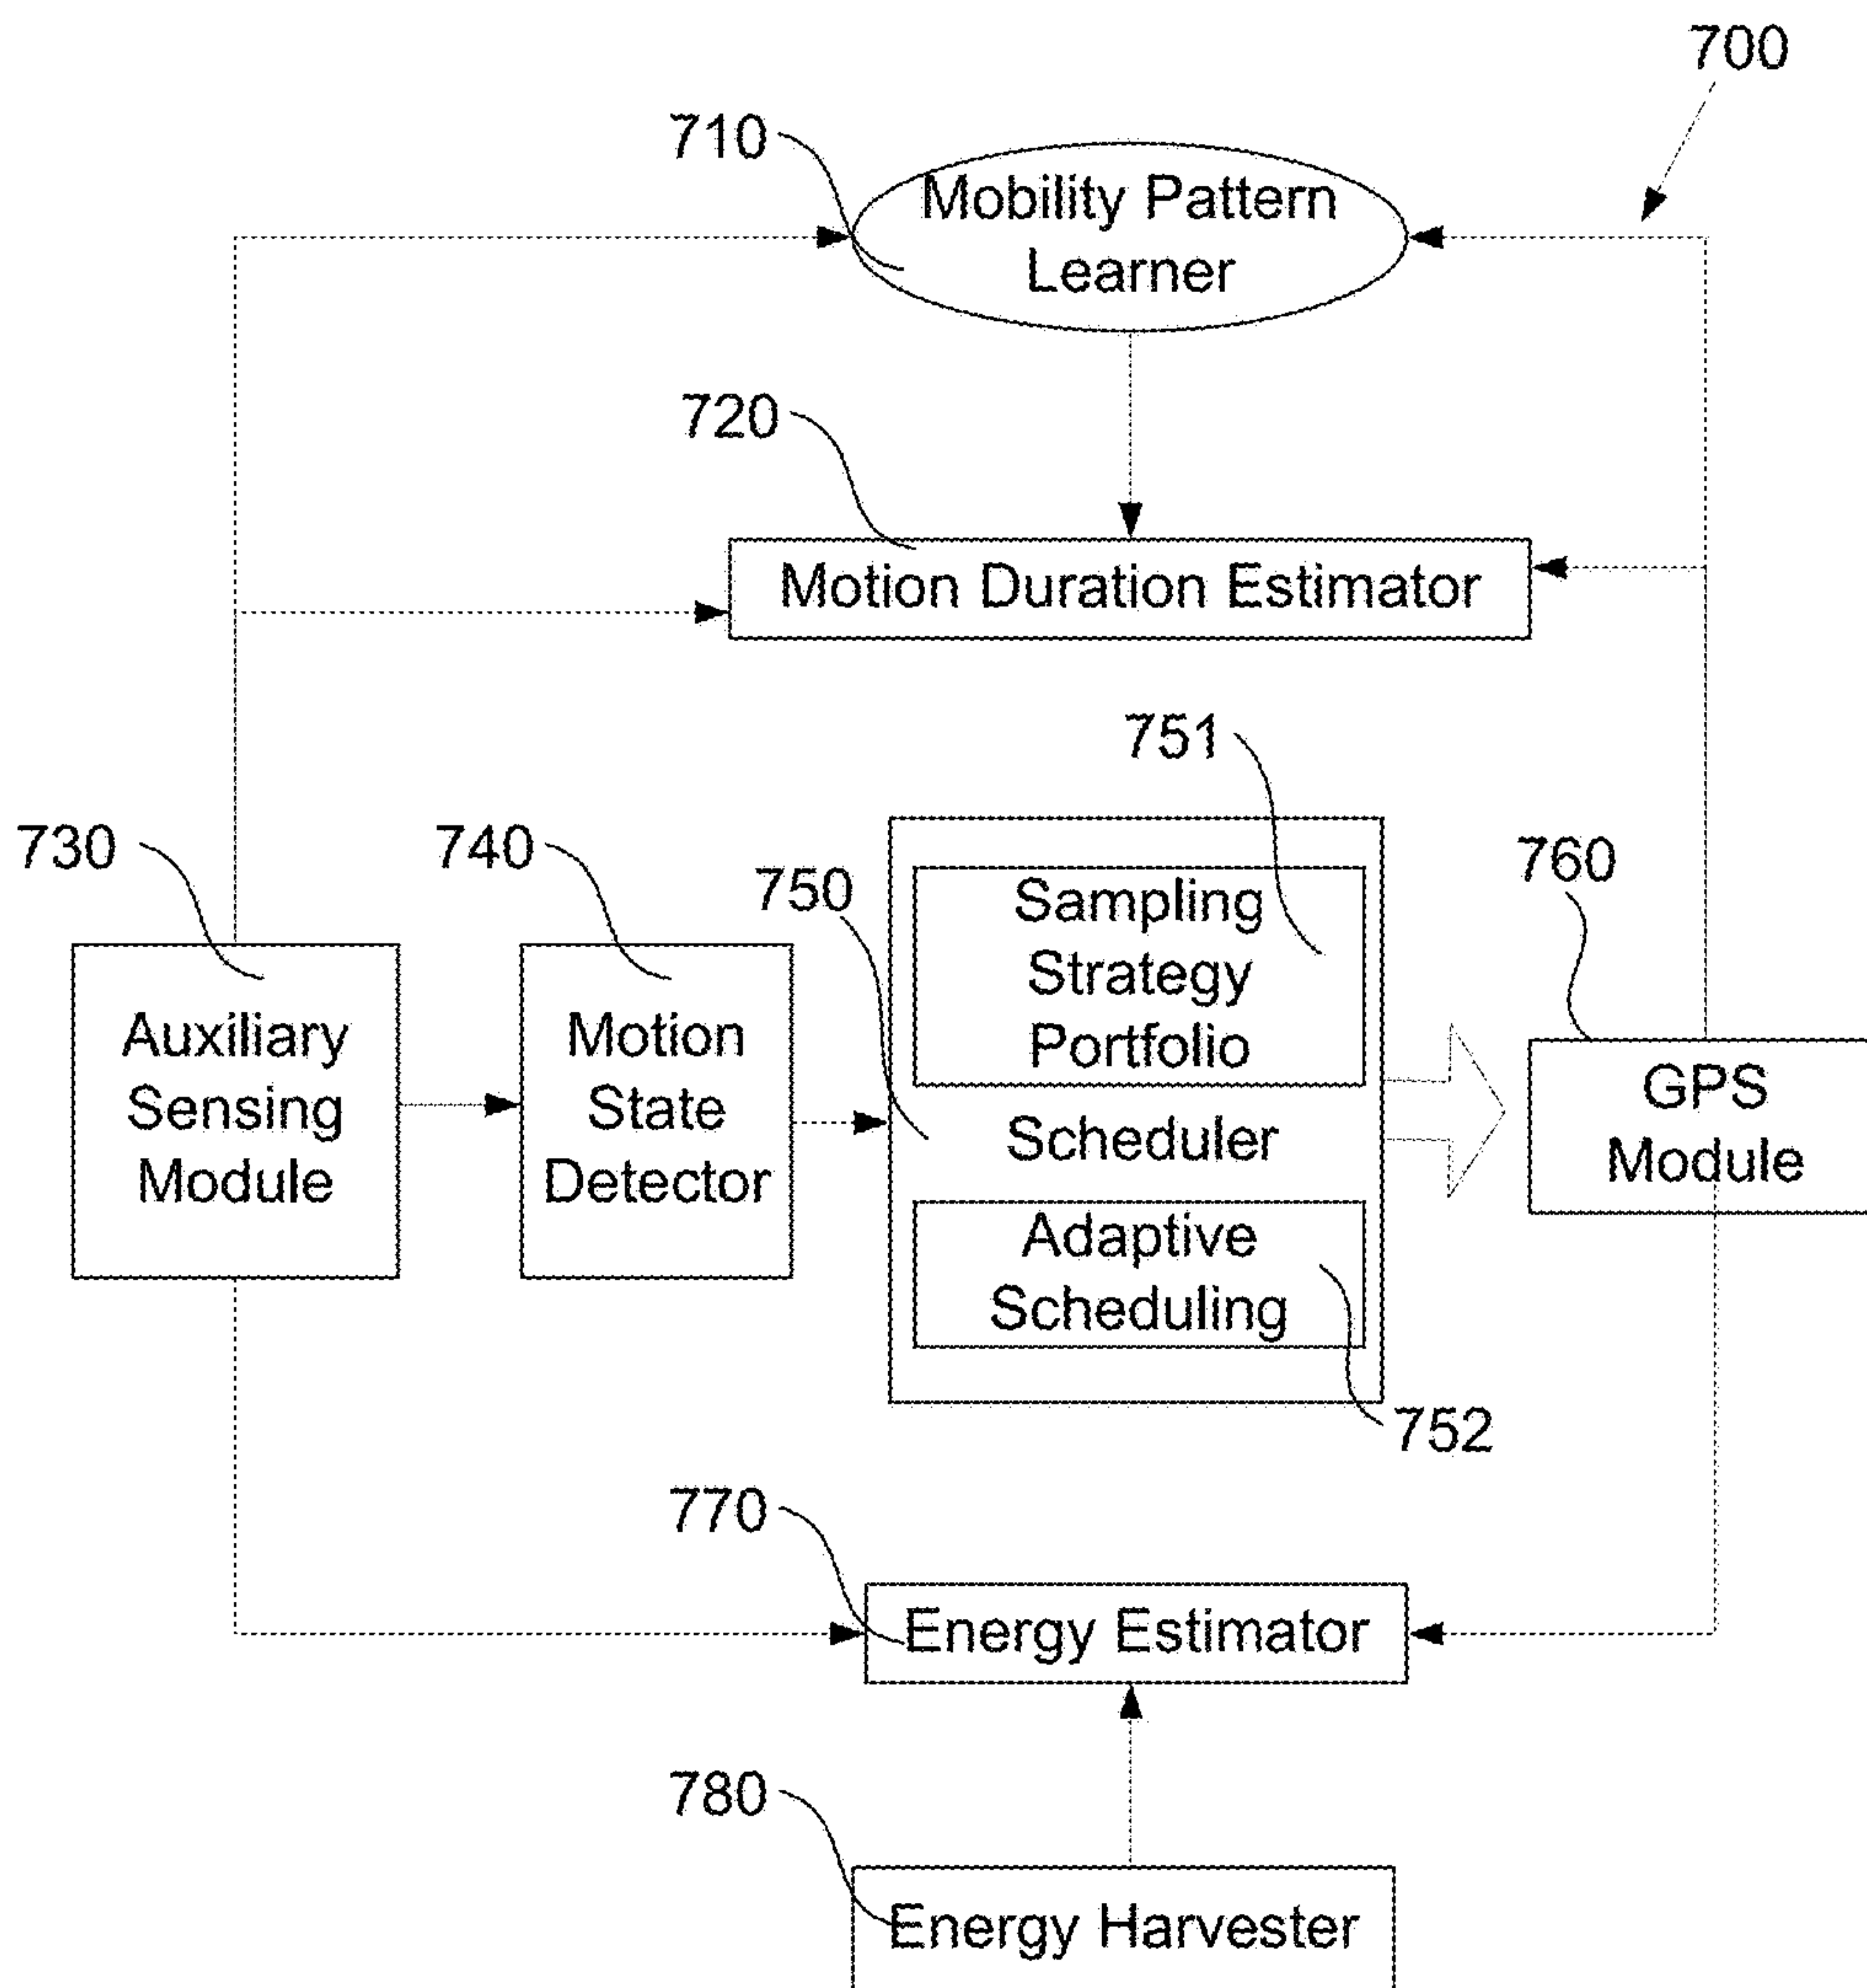 700
710
Mobility Pattern
Learner
720
Motion Duration Estimator
751
730
740
750
760
Auxiliary
Sensing
Module
Motion
State
Detector
Sampling
Strategy
Portfolio
Scheduler
Adaptive
Scheduling
GPS
Module
752
770
Energy Estimator
780
Energy Harvester